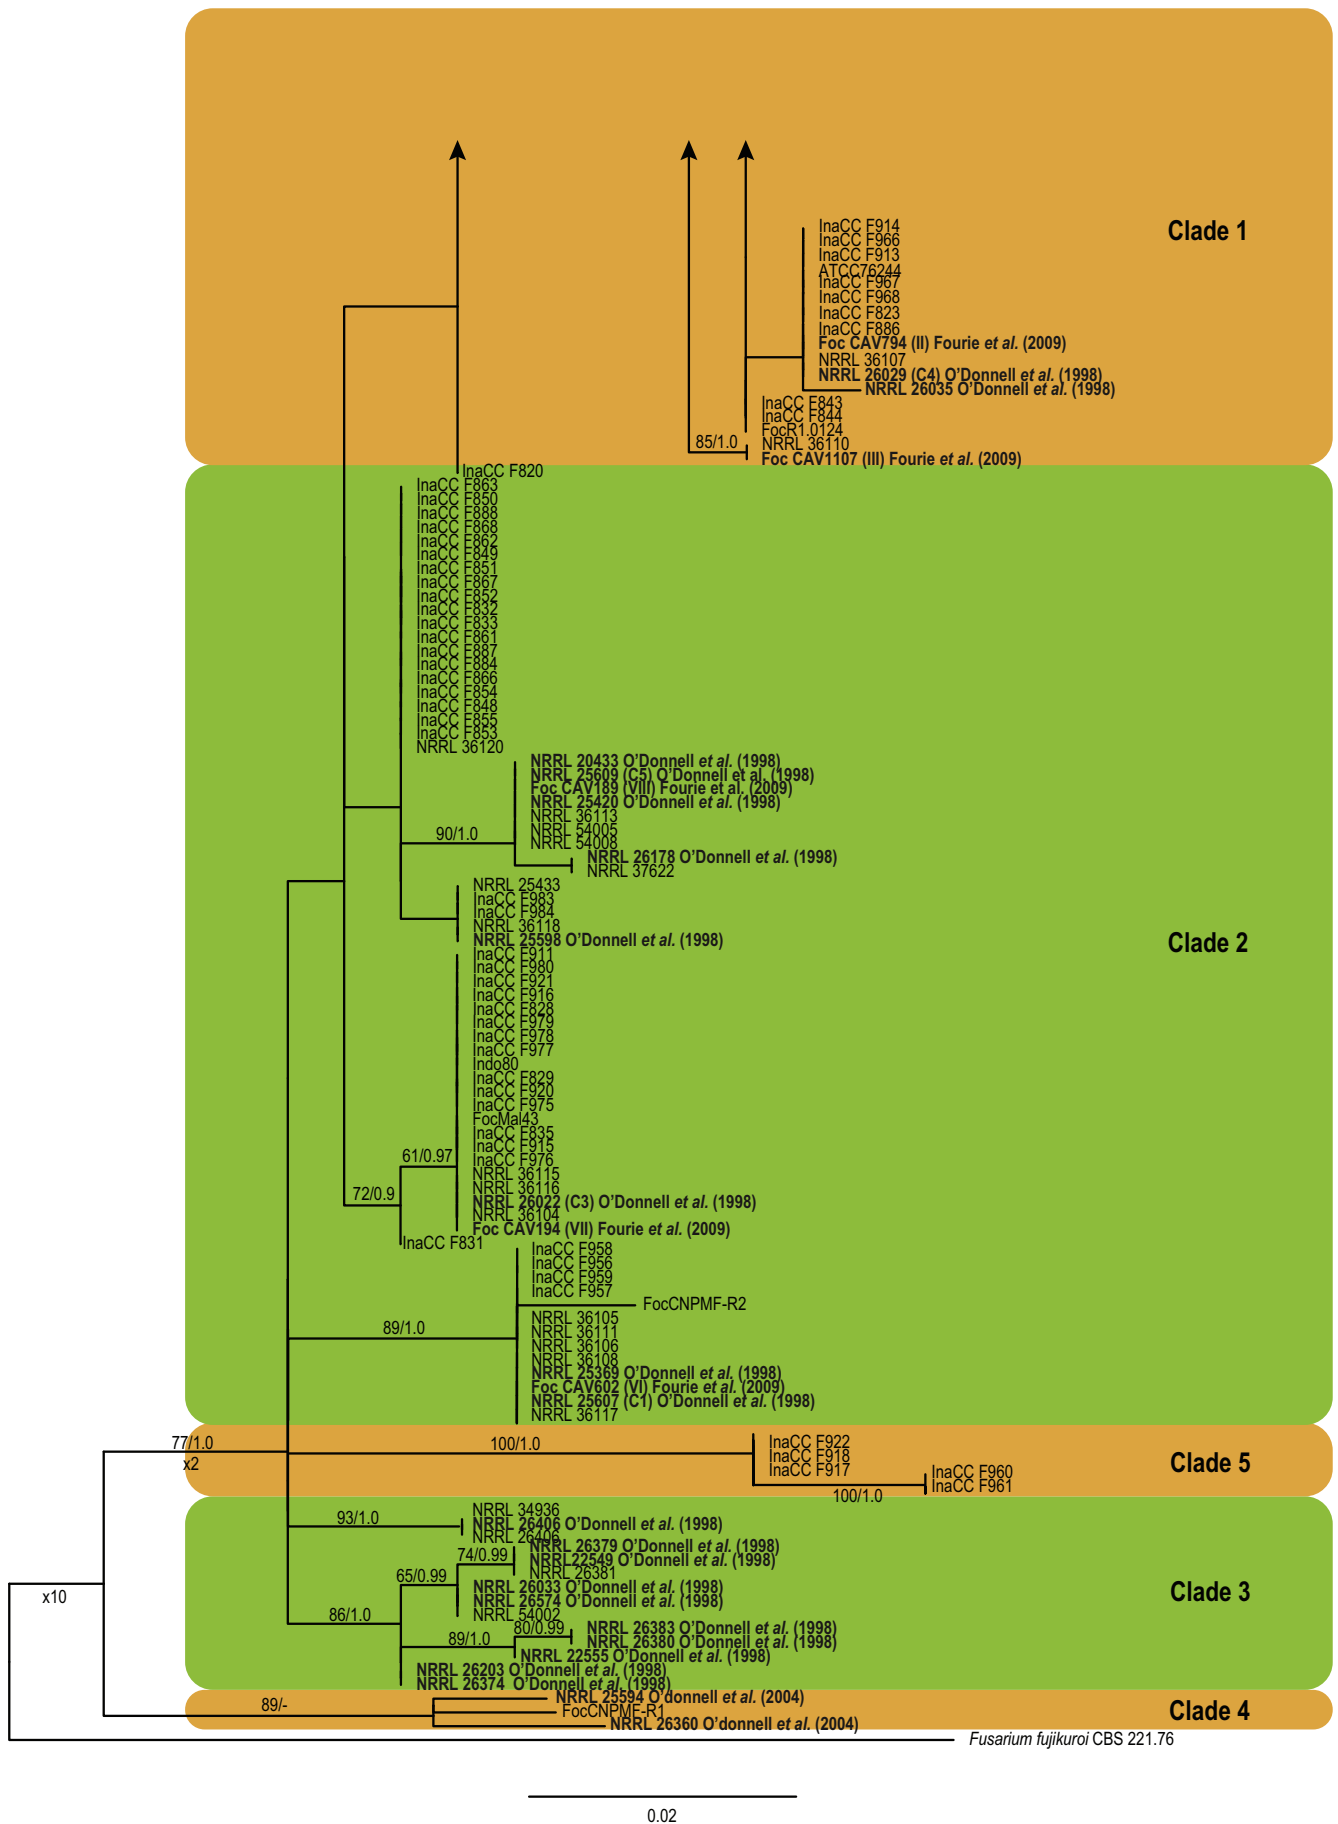 InaCC F914
InaCC F966
InaCC F913
ATCC76244
InaCC F967
InaCC F968
InaCC F823
InaCC F886
Foc CAV794 (II) Fourie et al. (2009)
NRRL 36107
NRRL 26029 (C4) O'Donnell et al. (1998)
NRRL 26035 O'Donnell et al. (1998)
InaCC F843
InaCC F844
FocR1.0124
85/1.0
NRRL 36110
Foc CAV1107 (III) Fourie et al. (2009)
Clade 1
InaCC F820
InaCC F863
InaCC F850
InaCC F888
InaCC F868
InaCC F862
InaCC F849
InaCC F851
InaCC F867
InaCC F852
InaCC F832
InaCC F833
InaCC F861
InaCC F887
InaCC F884
InaCC F866
InaCC F854
InaCC F848
InaCC F855
InaCC F853
NRRL 36120
NRRL 20433 O'Donnell et al. (1998)
NRRL 25609 (C5) O'Donnell et al. (1998)
Foc CAV189 (VIII) Fourie et al. (2009)
NRRL 25420 O'Donnell et al. (1998)
NRRL 36113
NRRL 54005
90/1.0
NRRL 54008
NRRL 26178 O'Donnell et al. (1998)
NRRL 37622
NRRL 25433
InaCC F983
InaCC F984
NRRL 36118
NRRL 25598 O'Donnell et al. (1998)
Clade 2
InaCC F911
InaCC F980
InaCC F921
InaCC F916
InaCC F828
InaCC F979
InaCC F978
InaCC F977
Indo80
InaCC F829
InaCC F920
InaCC F975
FocMal43
InaCC F835
InaCC F915
61/0.97
InaCC F976
NRRL 36115
NRRL 36116
72/0.9
NRRL 26022 (C3) O'Donnell et al. (1998)
NRRL 36104
Foc CAV194 (VII) Fourie et al. (2009)
InaCC F831
InaCC F958
InaCC F956
InaCC F959
InaCC F957
FocCNPMF-R2
NRRL 36105
89/1.0
NRRL 36111
NRRL 36106
NRRL 36108
NRRL 25369 O'Donnell et al. (1998)
Foc CAV602 (VI) Fourie et al. (2009)
NRRL 25607 (C1) O'Donnell et al. (1998)
NRRL 36117
77/1.0
x2
100/1.0
InaCC F922
InaCC F918
InaCC F917
InaCC F960
InaCC F961
100/1.0
Clade 5
NRRL 34936
93/1.0
NRRL 26406 O'Donnell et al. (1998)
NRRL 26406
NRRL 26379 O'Donnell et al. (1998)
74/0.99
NRRL22549 O'Donnell et al. (1998)
NRRL 26381
65/0.99
NRRL 26033 O'Donnell et al. (1998)
NRRL 26574 O'Donnell et al. (1998)
86/1.0
NRRL 54002
80/0.99
NRRL 26383 O'Donnell et al. (1998)
89/1.0
NRRL 26380 O'Donnell et al. (1998)
NRRL 22555 O'Donnell et al. (1998)
NRRL 26203 O'Donnell et al. (1998)
NRRL 26374 O'Donnell et al. (1998)
Clade 3
x10
89/-
NRRL 25594 O'donnell et al. (2004)
FocCNPMF-R1
NRRL 26360 O'donnell et al. (2004)
Clade 4
Fusarium fujikuroi CBS 221.76
0.02